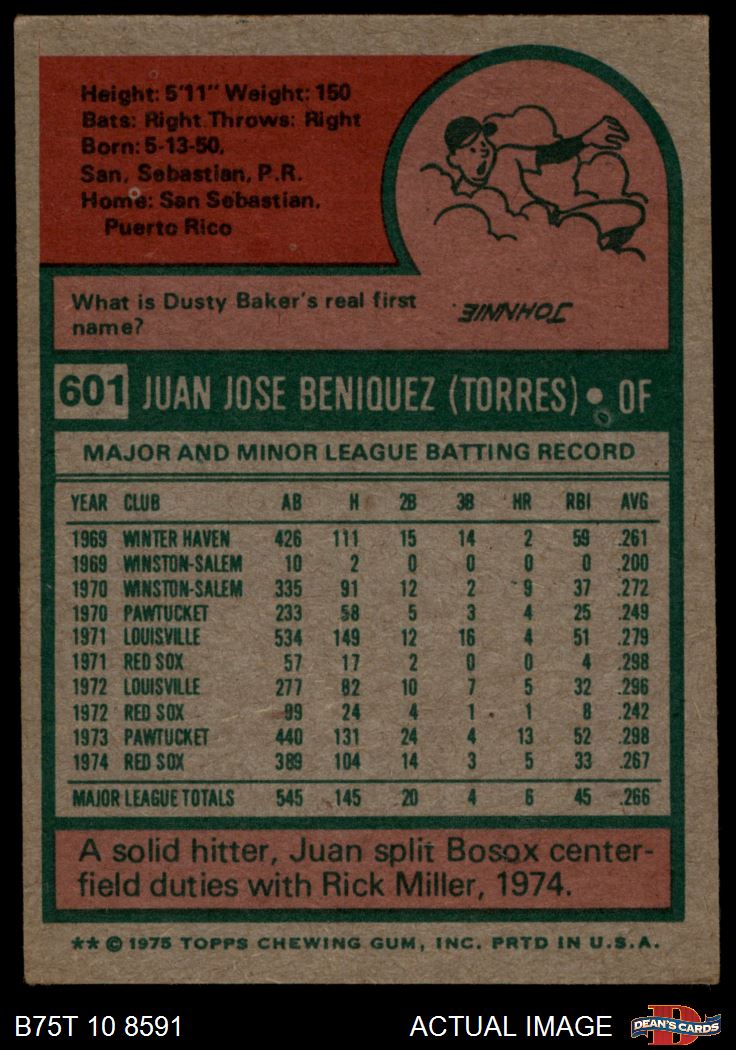 Height: 5'11" Weight: 150
Bats: Right Throws: Right
Born: 5-13-50,
San, Sebastian, P.R.
Home: San Sebastian,
Puerto Rico
What is Dusty Baker's real first
name?
JOHNNIE
601 JUAN JOSE BENIQUEZ (TORRES) • OF
MAJOR AND MINOR LEAGUE BATTING RECORD
YEAR CLUB AB H 2B 3B HR RBI AVG
1969 WINTER HAVEN 426 111 15 14 2 59 .261
1969 WINSTON-SALEM 10 2 0 0 0 0 .200
1970 WINSTON-SALEM 335 91 12 2 9 37 .272
1970 PAWTUCKET 233 58 5 3 4 25 .249
1971 LOUISVILLE 534 149 12 16 4 51 .279
1971 RED SOX 57 17 2 0 0 4 .298
1972 LOUISVILLE 277 82 10 7 5 32 .296
1972 RED SOX 99 24 4 1 1 8 .242
1973 PAWTUCKET 440 131 24 4 13 52 .298
1974 RED SOX 389 104 14 3 5 33 .267
MAJOR LEAGUE TOTALS 545 145 20 4 6 45 .266
A solid hitter, Juan split Bosox center-
field duties with Rick Miller, 1974.
** © 1975 TOPPS CHEWING GUM, INC. PRTD IN U.S.A.
B75T 10 8591 ACTUAL IMAGE
D
DEAN'S CARDS